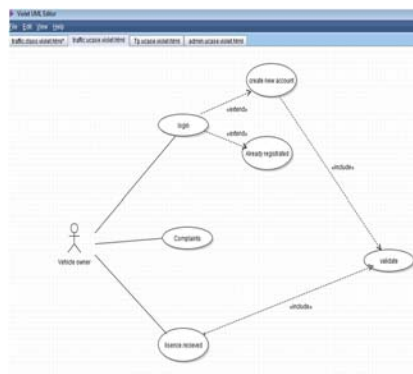 Violet UML Editor
File Edit View Help
traffic.class.violet.html* traffic.ucase.violet.html Tp.ucase.violet.html admin.ucase.violet.html
create new account
«extend»
login
«extend»
Already registrated
«include»
Complaints
Vehicle owner
validate
«include»
lisence recieved